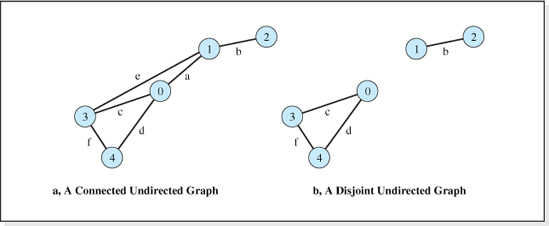 2
1
b
e
a
0
3
c
d
f
4
a, A Connected Undirected Graph
2
1
b
0
3
c
d
f
4
b, A Disjoint Undirected Graph